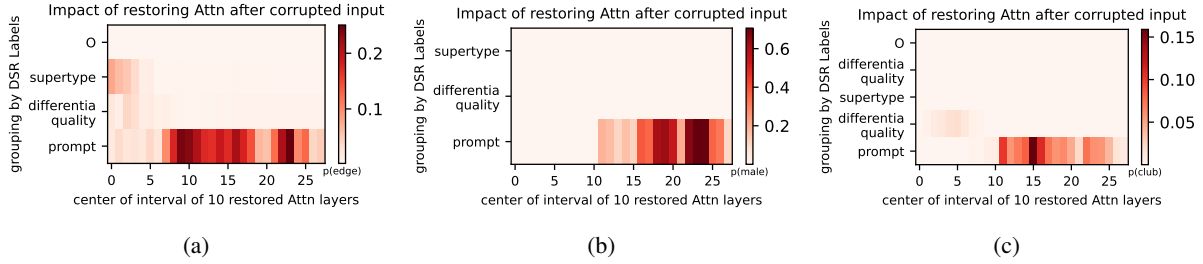 Impact of restoring Attn after corrupted input
grouping by DSR Labels
O
supertype
differentia
quality
prompt
0 5 10 15 20 25
center of interval of 10 restored Attn layers
0.2
0.1
p(edge)
(a)
Impact of restoring Attn after corrupted input
grouping by DSR Labels
supertype
differentia
quality
prompt
0 5 10 15 20 25
center of interval of 10 restored Attn layers
0.6
0.4
0.2
p(male)
(b)
Impact of restoring Attn after corrupted input
grouping by DSR Labels
O
differentia
quality
supertype
differentia
quality
prompt
0 5 10 15 20 25
center of interval of 10 restored Attn layers
0.15
0.10
0.05
p(club)
(c)